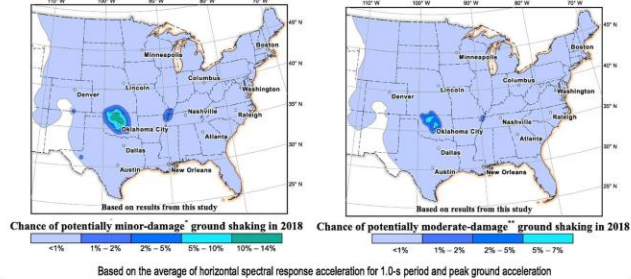 110° W 100° W 90° W 80° W 70° W
45° N
Boston
Minneapolis
40° N
Columbus
Lincoln
Washington
Denver
35° N
Nashville
Raleigh
Oklahoma City
Atlanta
Dallas
30° N
Austin
New Orleans
25° N
Based on results from this study
Chance of potentially minor-damage* ground shaking in 2018
<1% 1% – 2% 2% – 5% 5% – 10% 10% – 14%
110° W 100° W 90° W 80° W 70° W
45° N
Boston
Minneapolis
40° N
Columbus
Lincoln
Washington
Denver
35° N
Nashville
Raleigh
Oklahoma City
Atlanta
Dallas
30° N
Austin
New Orleans
25° N
Based on results from this study
Chance of potentially moderate-damage** ground shaking in 2018
<1% 1% – 2% 2% – 5% 5% – 7%
Based on the average of horizontal spectral response acceleration for 1.0-s period and peak ground acceleration